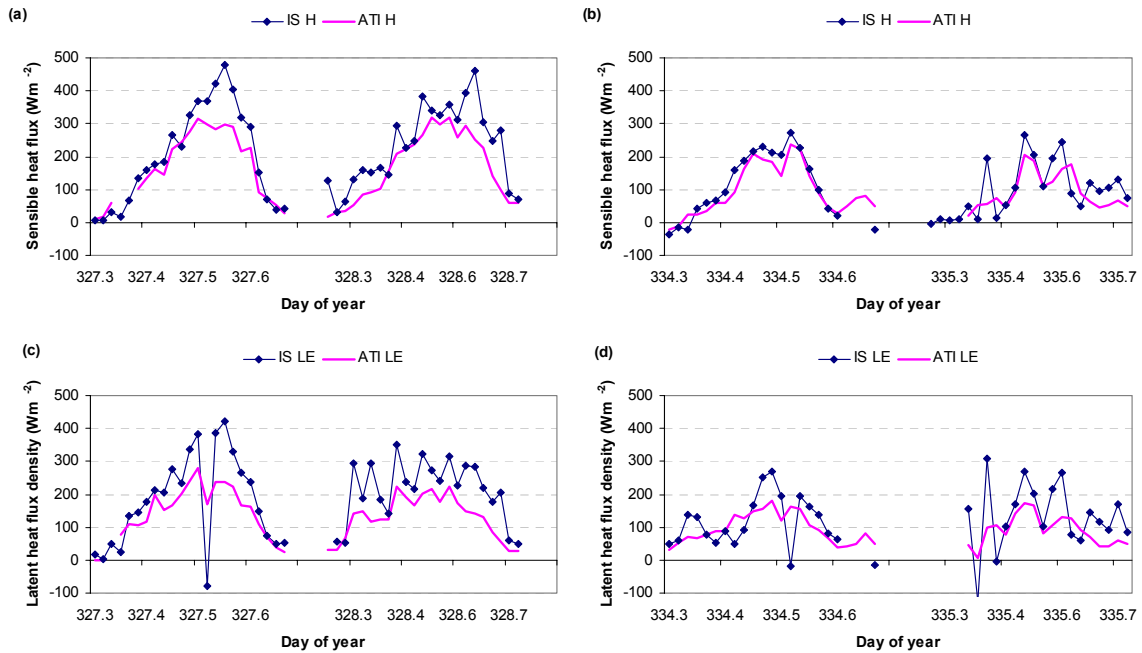 (a)
IS H ATI H
Sensible heat flux (Wm -2)
500
400
300
200
100
0
-100
327.3 327.4 327.5 327.6 328.3 328.4 328.6 328.7
Day of year
(b)
IS H ATI H
Sensible heat flux (Wm -2)
500
400
300
200
100
0
-100
334.3 334.4 334.5 334.6 335.3 335.4 335.6 335.7
Day of year
(c)
IS LE ATI LE
Latent heat flux density (Wm -2)
500
400
300
200
100
0
-100
327.3 327.4 327.5 327.6 328.3 328.4 328.6 328.7
Day of year
(d)
IS LE ATI LE
Latent heat flux density (Wm -2)
500
400
300
200
100
0
-100
334.3 334.4 334.5 334.6 335.3 335.4 335.6 335.7
Day of year